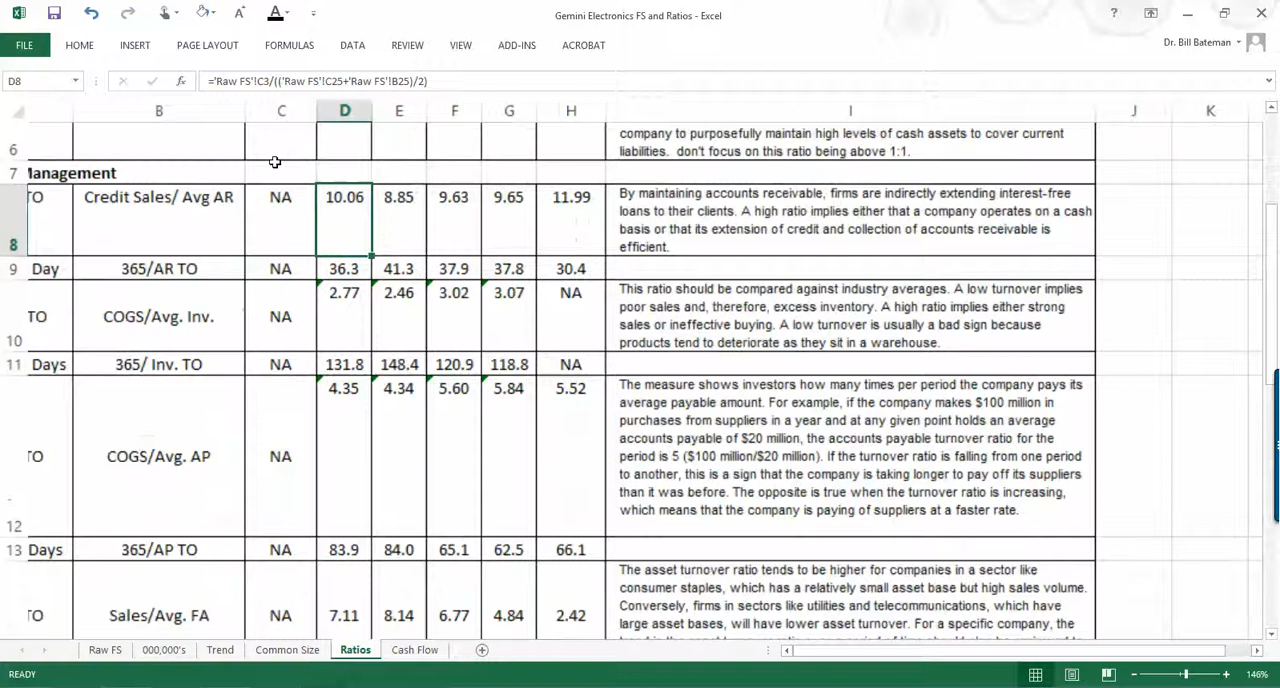 Gemini Electronics FS and Ratios - Excel
FILE
HOME
INSERT
PAGE LAYOUT
FORMULAS
DATA
REVIEW
VIEW
ADD-INS
ACROBAT
Dr. Bill Bateman
D8
='Raw FS'!C3/(('Raw FS'!C25+'Raw FS'!B25)/2)
B C D E F G H I J K
6 company to purposefully maintain high levels of cash assets to cover current
liabilities. don't focus on this ratio being above 1:1.
7 Management
8 TO Credit Sales/ Avg AR NA 10.06 8.85 9.63 9.65 11.99
By maintaining accounts receivable, firms are indirectly extending interest-free
loans to their clients. A high ratio implies either that a company operates on a cash
basis or that its extension of credit and collection of accounts receivable is
efficient.
9 Day 365/AR TO NA 36.3 41.3 37.9 37.8 30.4
10 TO COGS/Avg. Inv. NA 2.77 2.46 3.02 3.07 NA
This ratio should be compared against industry averages. A low turnover implies
poor sales and, therefore, excess inventory. A high ratio implies either strong
sales or ineffective buying. A low turnover is usually a bad sign because
products tend to deteriorate as they sit in a warehouse.
11 Days 365/ Inv. TO NA 131.8 148.4 120.9 118.8 NA
12 TO COGS/Avg. AP NA 4.35 4.34 5.60 5.84 5.52
The measure shows investors how many times per period the company pays its
average payable amount. For example, if the company makes $100 million in
purchases from suppliers in a year and at any given point holds an average
accounts payable of $20 million, the accounts payable turnover ratio for the
period is 5 ($100 million/$20 million). If the turnover ratio is falling from one period
to another, this is a sign that the company is taking longer to pay off its suppliers
than it was before. The opposite is true when the turnover ratio is increasing,
which means that the company is paying of suppliers at a faster rate.
13 Days 365/AP TO NA 83.9 84.0 65.1 62.5 66.1
TO Sales/Avg. FA NA 7.11 8.14 6.77 4.84 2.42
The asset turnover ratio tends to be higher for companies in a sector like
consumer staples, which has a relatively small asset base but high sales volume.
Conversely, firms in sectors like utilities and telecommunications, which have
large asset bases, will have lower asset turnover. For a specific company, the
Raw FS
000,000's
Trend
Common Size
Ratios
Cash Flow
READY
146%